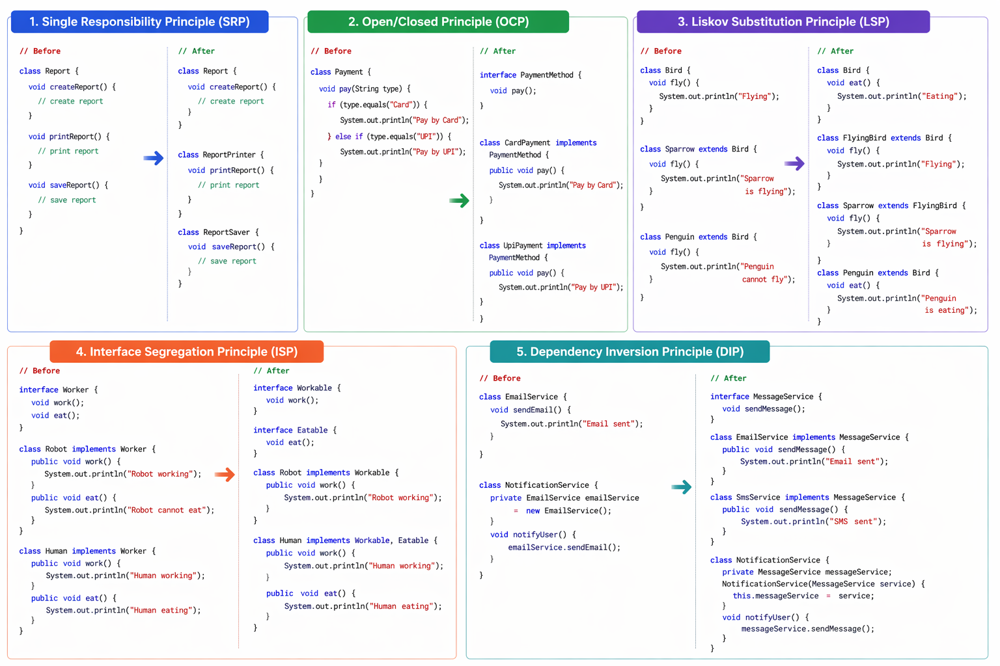 1. Single Responsibility Principle (SRP)
// Before
class Report {
void createReport() {
// create report
}
void printReport() {
// print report
}
void saveReport() {
// save report
}
}
// After
class Report {
void createReport() {
// create report
}
}
class ReportPrinter {
void printReport() {
// print report
}
}
class ReportSaver {
void saveReport() {
// save report
}
}
2. Open/Closed Principle (OCP)
// Before
class Payment {
void pay(String type) {
if (type.equals("Card")) {
System.out.println("Pay by Card");
} else if (type.equals("UPI")) {
System.out.println("Pay by UPI");
}
}
}
// After
interface PaymentMethod {
void pay();
}
class CardPayment implements
PaymentMethod {
public void pay() {
System.out.println("Pay by Card");
}
}
class UpiPayment implements
PaymentMethod {
public void pay() {
System.out.println("Pay by UPI");
}
}
3. Liskov Substitution Principle (LSP)
// Before
class Bird {
void fly() {
System.out.println("Flying");
}
}
class Sparrow extends Bird {
void fly() {
System.out.println("Sparrow
} is flying");
}
class Penguin extends Bird {
void fly() {
System.out.println("Penguin
} cannot fly");
}
// After
class Bird {
void eat() {
System.out.println("Eating");
}
}
class FlyingBird extends Bird {
void fly() {
System.out.println("Flying");
}
}
class Sparrow extends FlyingBird {
void fly() {
System.out.println("Sparrow
} is flying");
}
class Penguin extends Bird {
void eat() {
System.out.println("Penguin
} is eating");
}
4. Interface Segregation Principle (ISP)
// Before
interface Worker {
void work();
void eat();
}
class Robot implements Worker {
public void work() {
System.out.println("Robot working");
}
public void eat() {
System.out.println("Robot cannot eat");
}
}
class Human implements Worker {
public void work() {
System.out.println("Human working");
}
public void eat() {
System.out.println("Human eating");
}
}
// After
interface Workable {
void work();
}
interface Eatable {
void eat();
}
class Robot implements Workable {
public void work() {
System.out.println("Robot working");
}
}
class Human implements Workable, Eatable {
public void work() {
System.out.println("Human working");
}
public void eat() {
System.out.println("Human eating");
}
}
5. Dependency Inversion Principle (DIP)
// Before
class EmailService {
void sendEmail() {
System.out.println("Email sent");
}
}
class NotificationService {
private EmailService emailService
= new EmailService();
}
void notifyUser() {
emailService.sendEmail();
}
}
// After
interface MessageService {
void sendMessage();
}
class EmailService implements MessageService {
public void sendMessage() {
System.out.println("Email sent");
}
}
class SmsService implements MessageService {
public void sendMessage() {
System.out.println("SMS sent");
}
}
class NotificationService {
private MessageService messageService;
NotificationService(MessageService service) {
this.messageService = service;
}
void notifyUser() {
messageService.sendMessage();
}
}